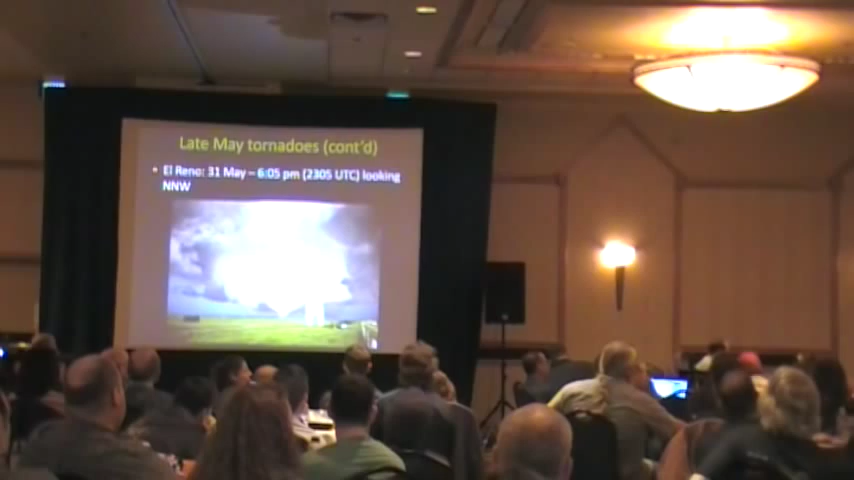 Late May tornadoes (cont'd)
• El Reno: 31 May – 6:05 pm (2305 UTC) looking
NNW